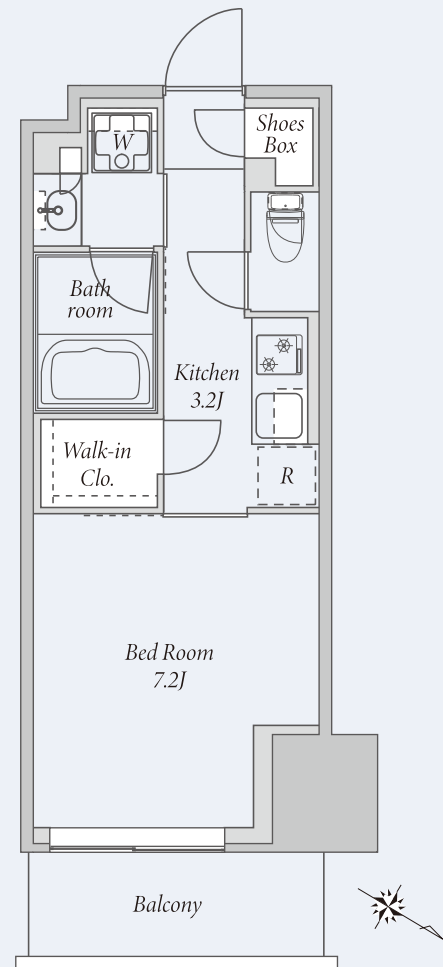 Shoes
Box
W
Bath
room
Kitchen
3.2J
Walk-in
Clo.
R
Bed Room
7.2J
Balcony